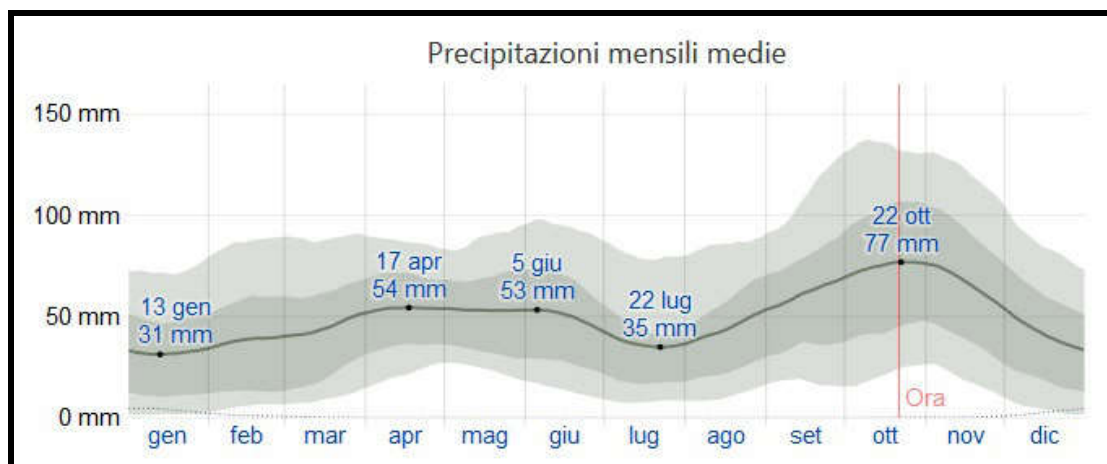 Precipitazioni mensili medie
150 mm
100 mm
50 mm
0 mm
13 gen
31 mm
17 apr
54 mm
5 giu
53 mm
22 lug
35 mm
22 ott
77 mm
Ora
gen feb mar apr mag giu lug ago set ott nov dic